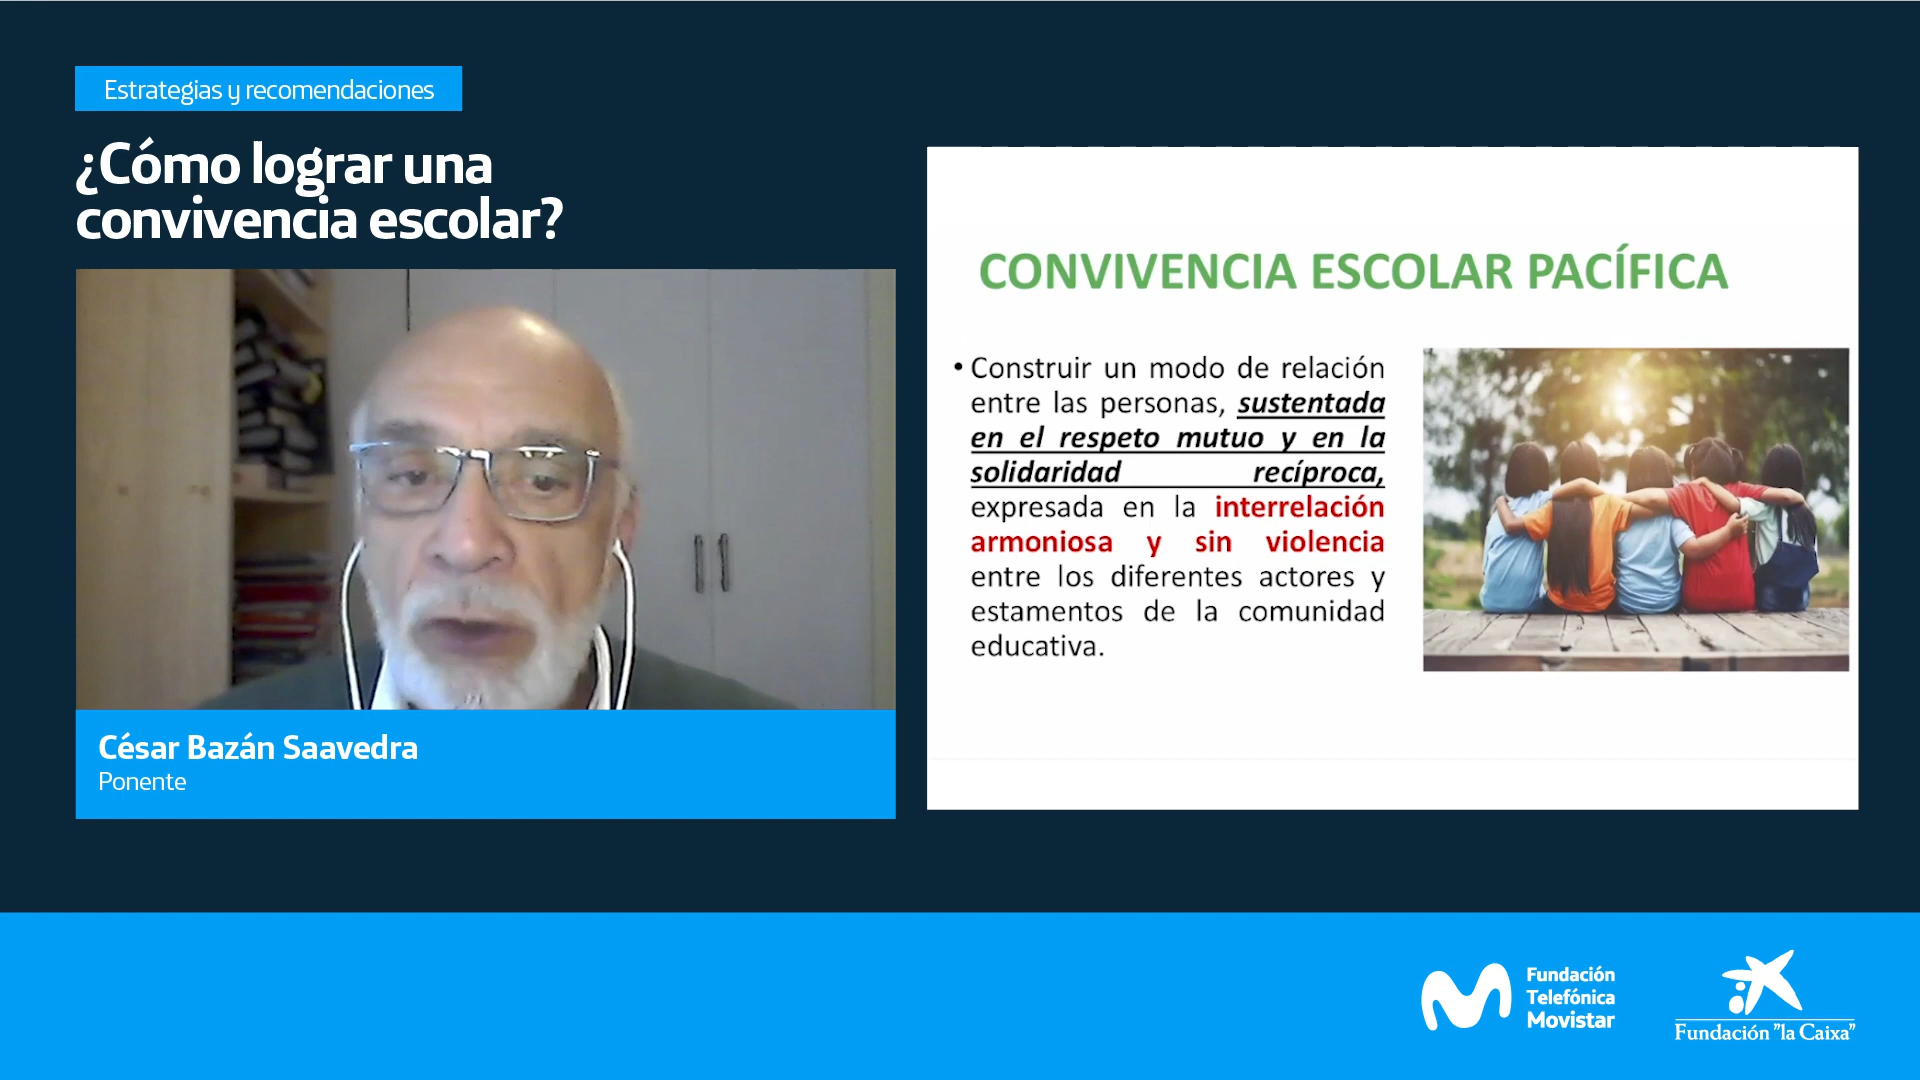 Estrategias y recomendaciones
¿Cómo lograr una
convivencia escolar?
César Bazán Saavedra
Ponente
CONVIVENCIA ESCOLAR PACÍFICA
• Construir un modo de relación
entre las personas, sustentada
en el respeto mutuo y en la
solidaridad recíproca,
expresada en la interrelación
armoniosa y sin violencia
entre los diferentes actores y
estamentos de la comunidad
educativa.
Fundación
Telefónica
Movistar
Fundación "la Caixa"